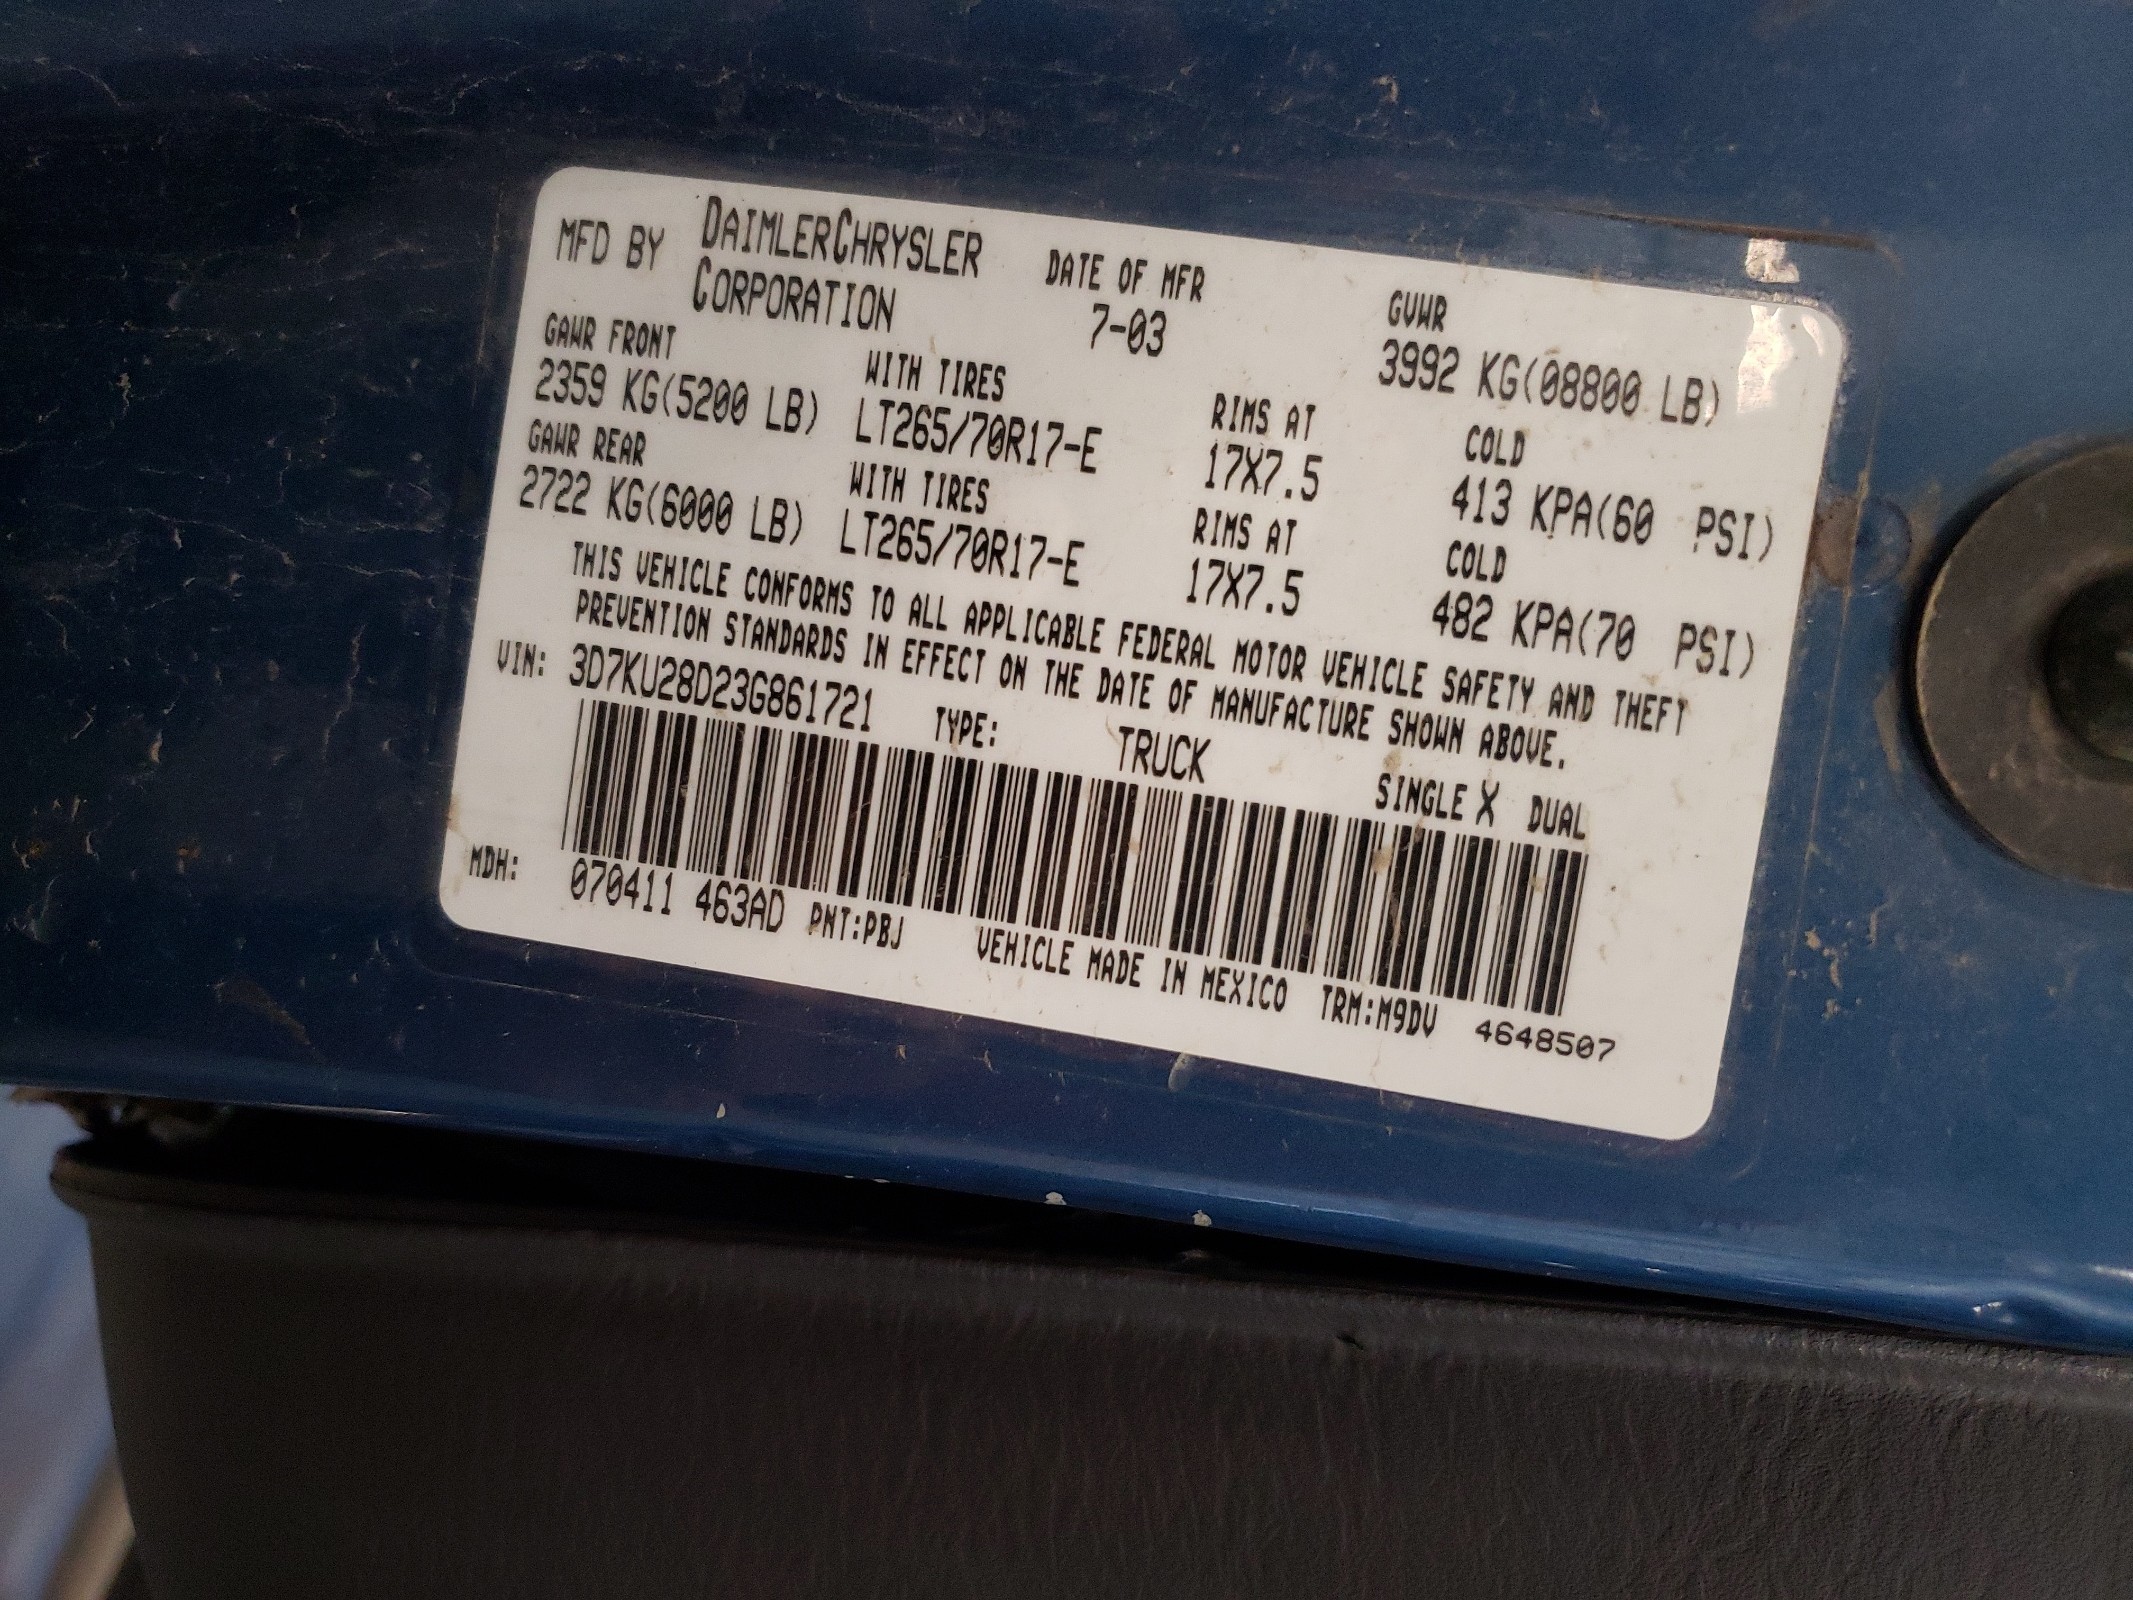 MFD BY DAIMLERCHRYSLER CORPORATION DATE OF MFR 7-03 GVWR 3992 KG(08800 LB)
GAWR FRONT WITH TIRES RIMS AT COLD
2359 KG(5200 LB) LT265/70R17-E 17X7.5 413 KPA(60 PSI)
GAWR REAR WITH TIRES RIMS AT COLD
2722 KG(6000 LB) LT265/70R17-E 17X7.5 482 KPA(70 PSI)
THIS VEHICLE CONFORMS TO ALL APPLICABLE FEDERAL MOTOR VEHICLE SAFETY AND THEFT
PREVENTION STANDARDS IN EFFECT ON THE DATE OF MANUFACTURE SHOWN ABOVE.
VIN: 3D7KU28D23G861721 TYPE: TRUCK SINGLE X DUAL
MDH: 070411 463AD PNT:PBJ VEHICLE MADE IN MEXICO TRM:M9DV 4648507